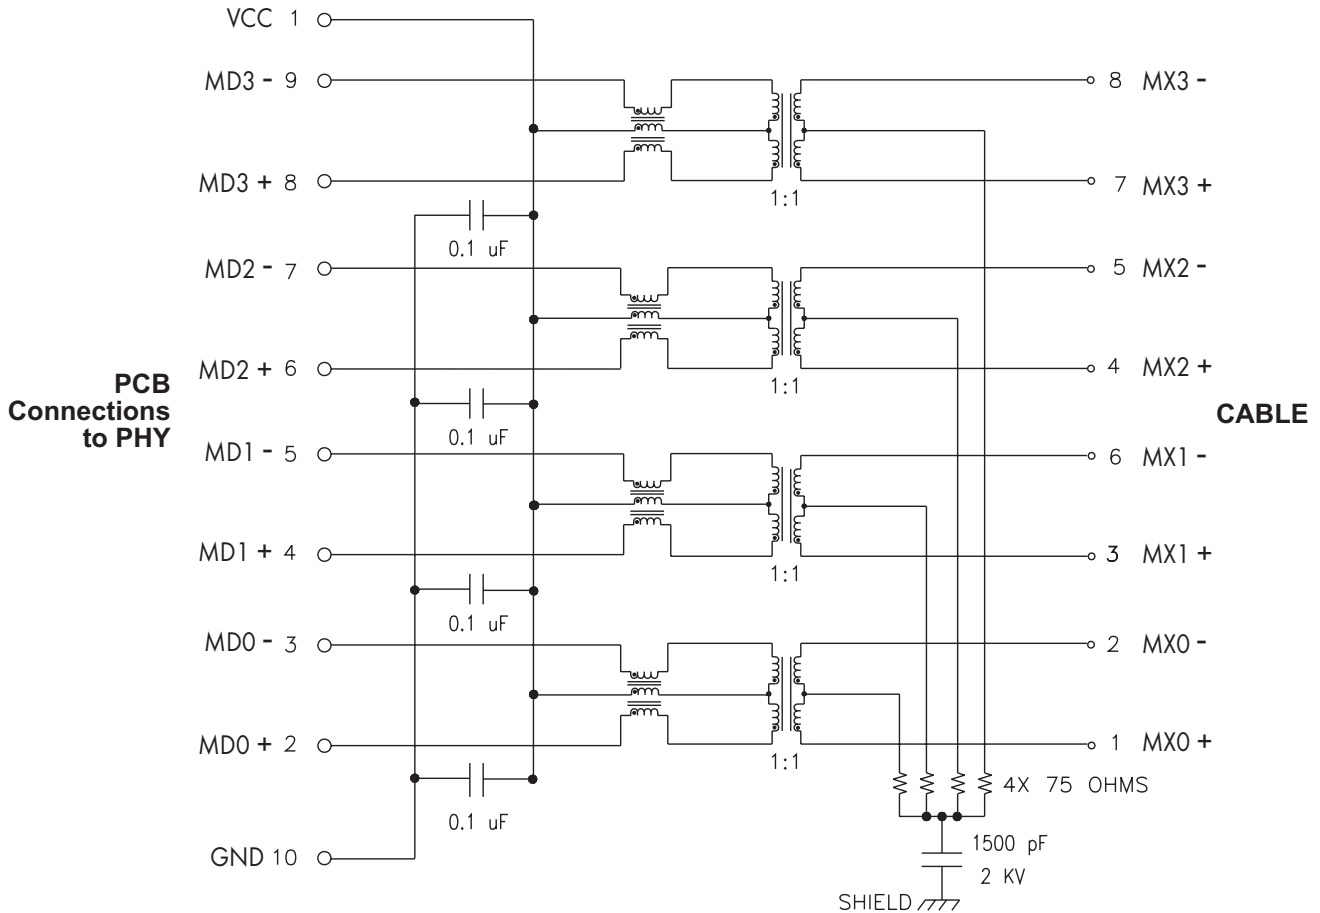 VCC 1
MD3 - 9
8 MX3 -
MD3 + 8
7 MX3 +
1:1
0.1 uF
MD2 - 7
5 MX2 -
MD2 + 6
4 MX2 +
1:1
PCB
Connections
to PHY
CABLE
0.1 uF
MD1 - 5
6 MX1 -
MD1 + 4
3 MX1 +
1:1
0.1 uF
MD0 - 3
2 MX0 -
MD0 + 2
1 MX0 +
1:1
4X 75 OHMS
0.1 uF
1500 pF
GND 10
2 KV
SHIELD